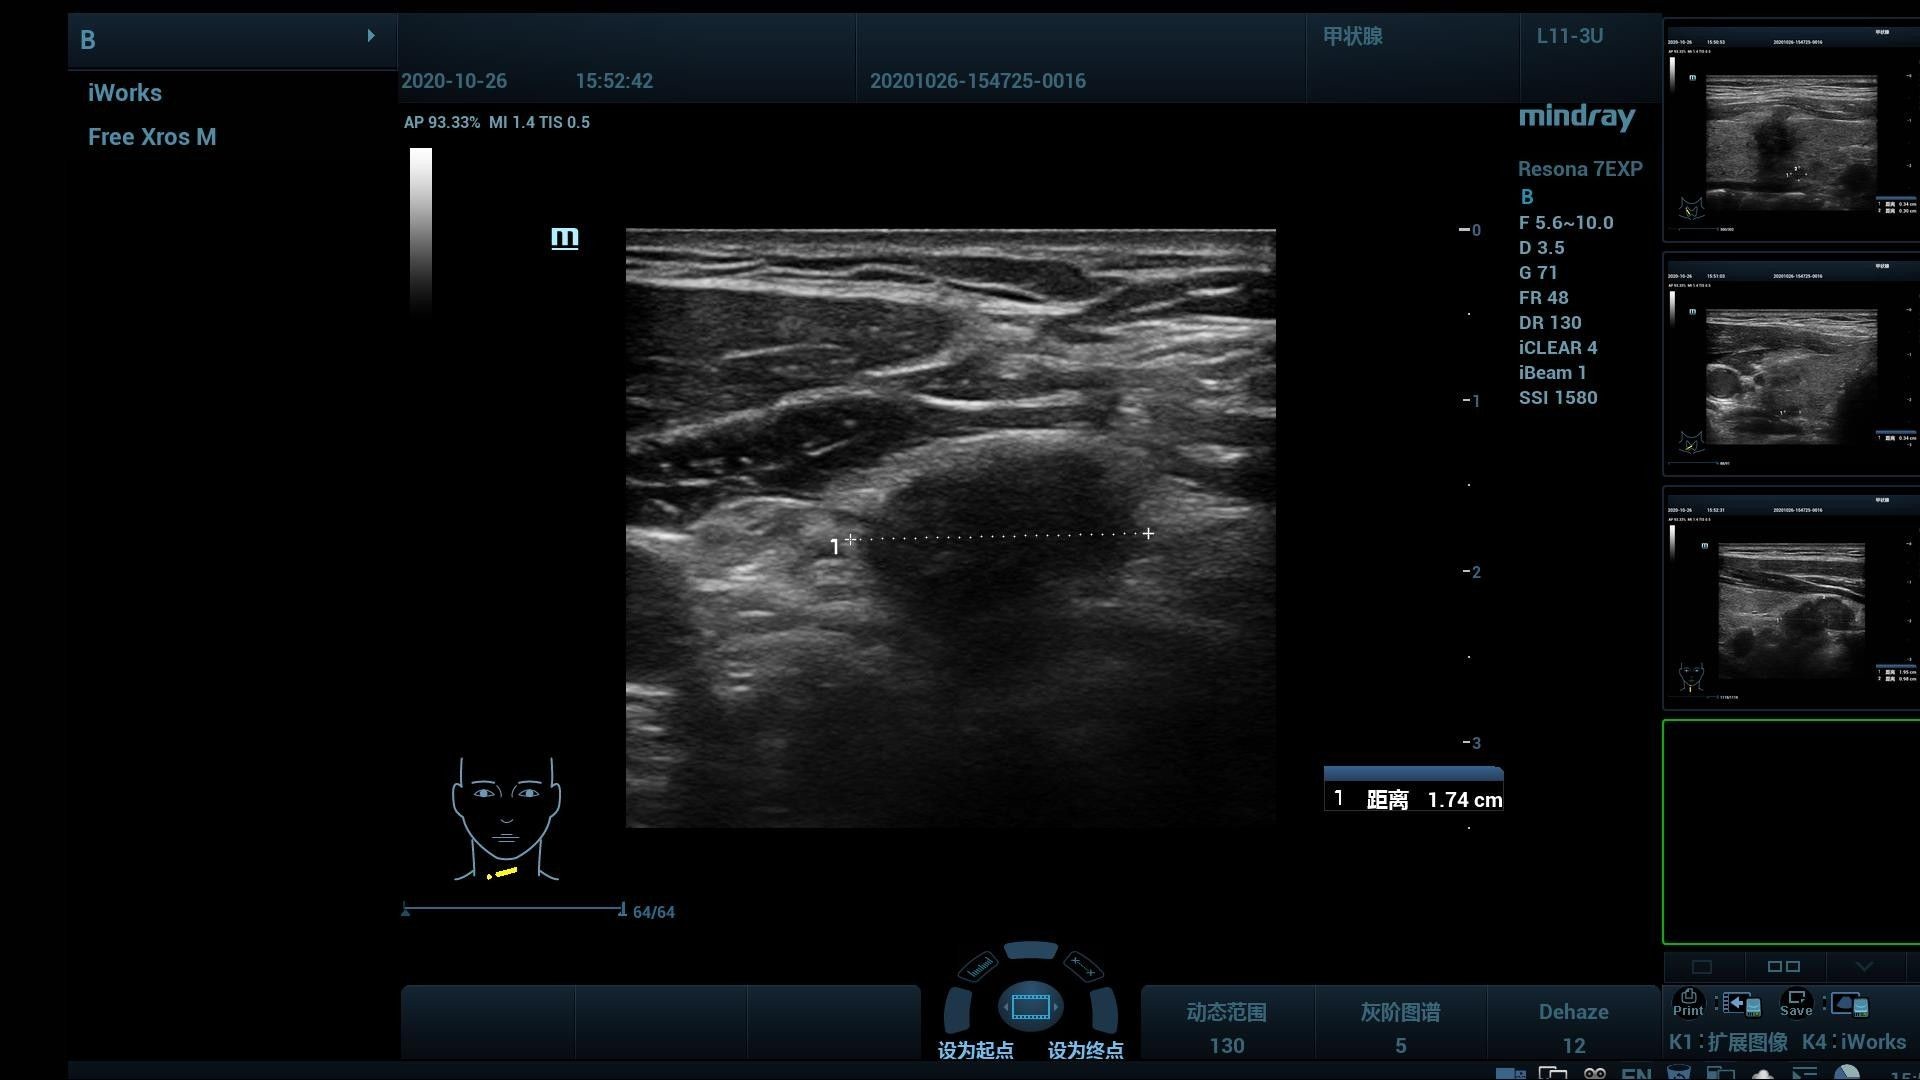 B
iWorks
Free Xros M
甲状腺
L11-3U
2020-10-26 15:52:42 20201026-154725-0016
AP 93.33% MI 1.4 TIS 0.5
mindray
Resona 7EXP
B
F 5.6~10.0
D 3.5
G 71
FR 48
DR 130
iCLEAR 4
iBeam 1
SSI 1580
m
0
1
2
3
1
1 距离 1.74 cm
64/64
设为起点 设为终点
动态范围 灰阶图谱 Dehaze
130 5 12
Print Save
K1:扩展图像 K4:iWorks
EN